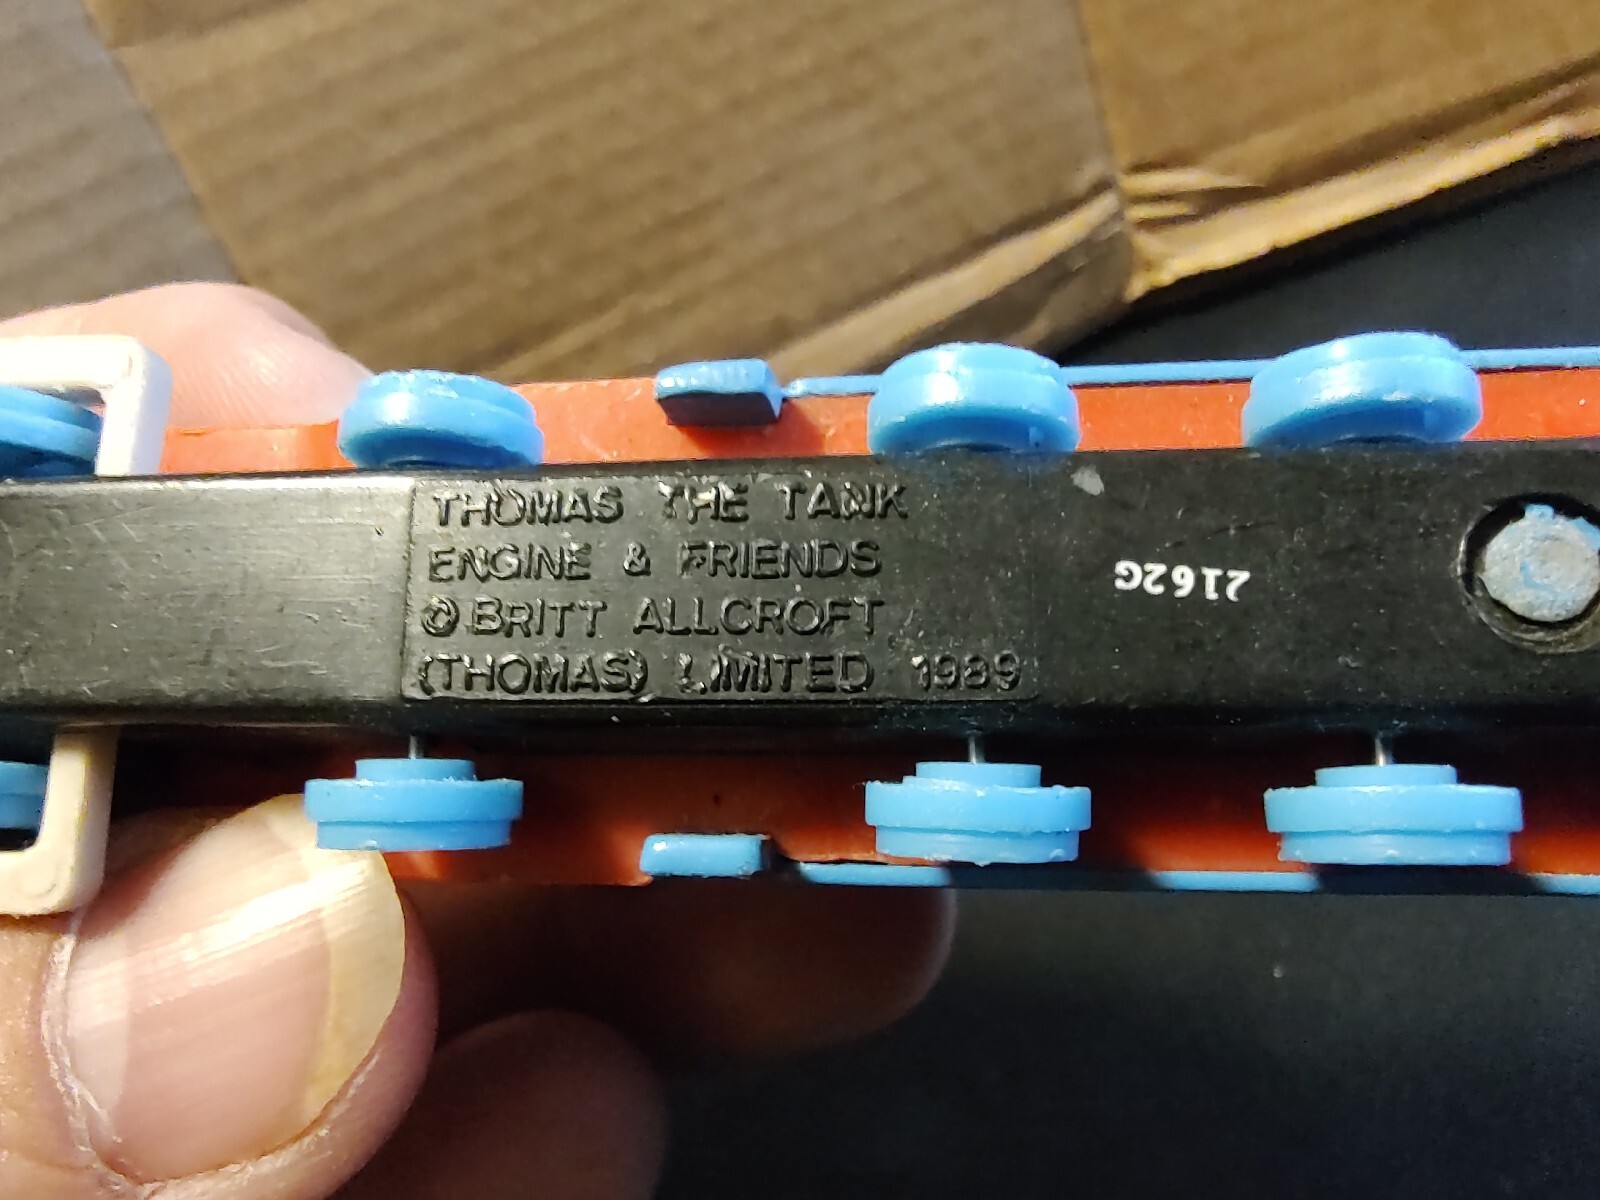 THOMAS THE TANK
ENGINE & FRIENDS
© BRITT ALLCROFT
(THOMAS) LIMITED 1989
2162G